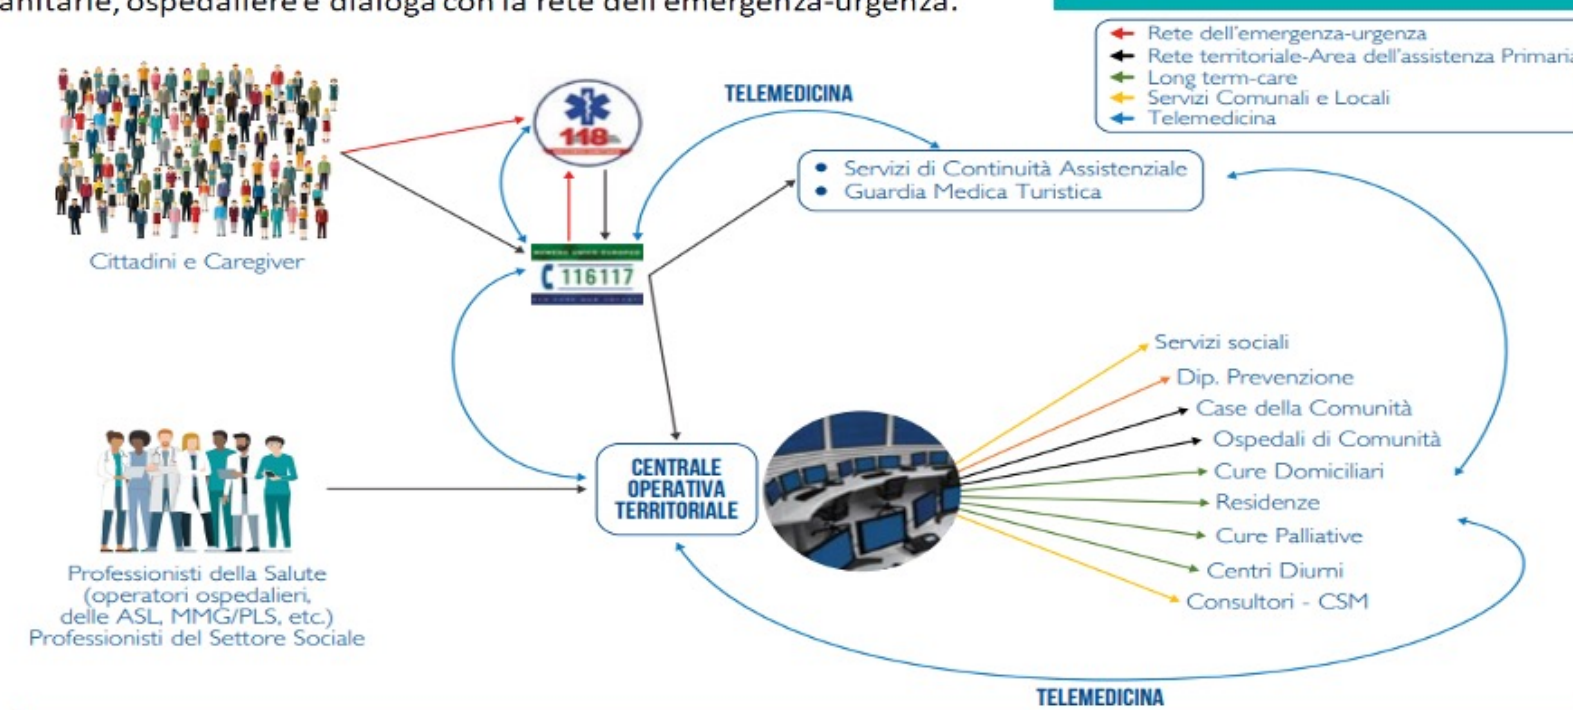 sanitarie, ospedaliere e dialoga con la rete dell'emergenza-urgenza.
Rete dell'emergenza-urgenza
Rete territoriale-Area dell'assistenza Primaria
Long term-care
Servizi Comunali e Locali
Telemedicina
TELEMEDICINA
118
Servizi di Continuità Assistenziale
Guardia Medica Turistica
Cittadini e Caregiver
NUMERO UNICO EUROPEO
116117
Servizi sociali
Dip. Prevenzione
Case della Comunità
Ospedali di Comunità
Cure Domiciliari
Residenze
Cure Palliative
Centri Diurni
Consultori - CSM
CENTRALE
OPERATIVA
TERRITORIALE
Professionisti della Salute
(operatori ospedalieri,
delle ASL, MMG/PLS, etc.)
Professionisti del Settore Sociale
TELEMEDICINA